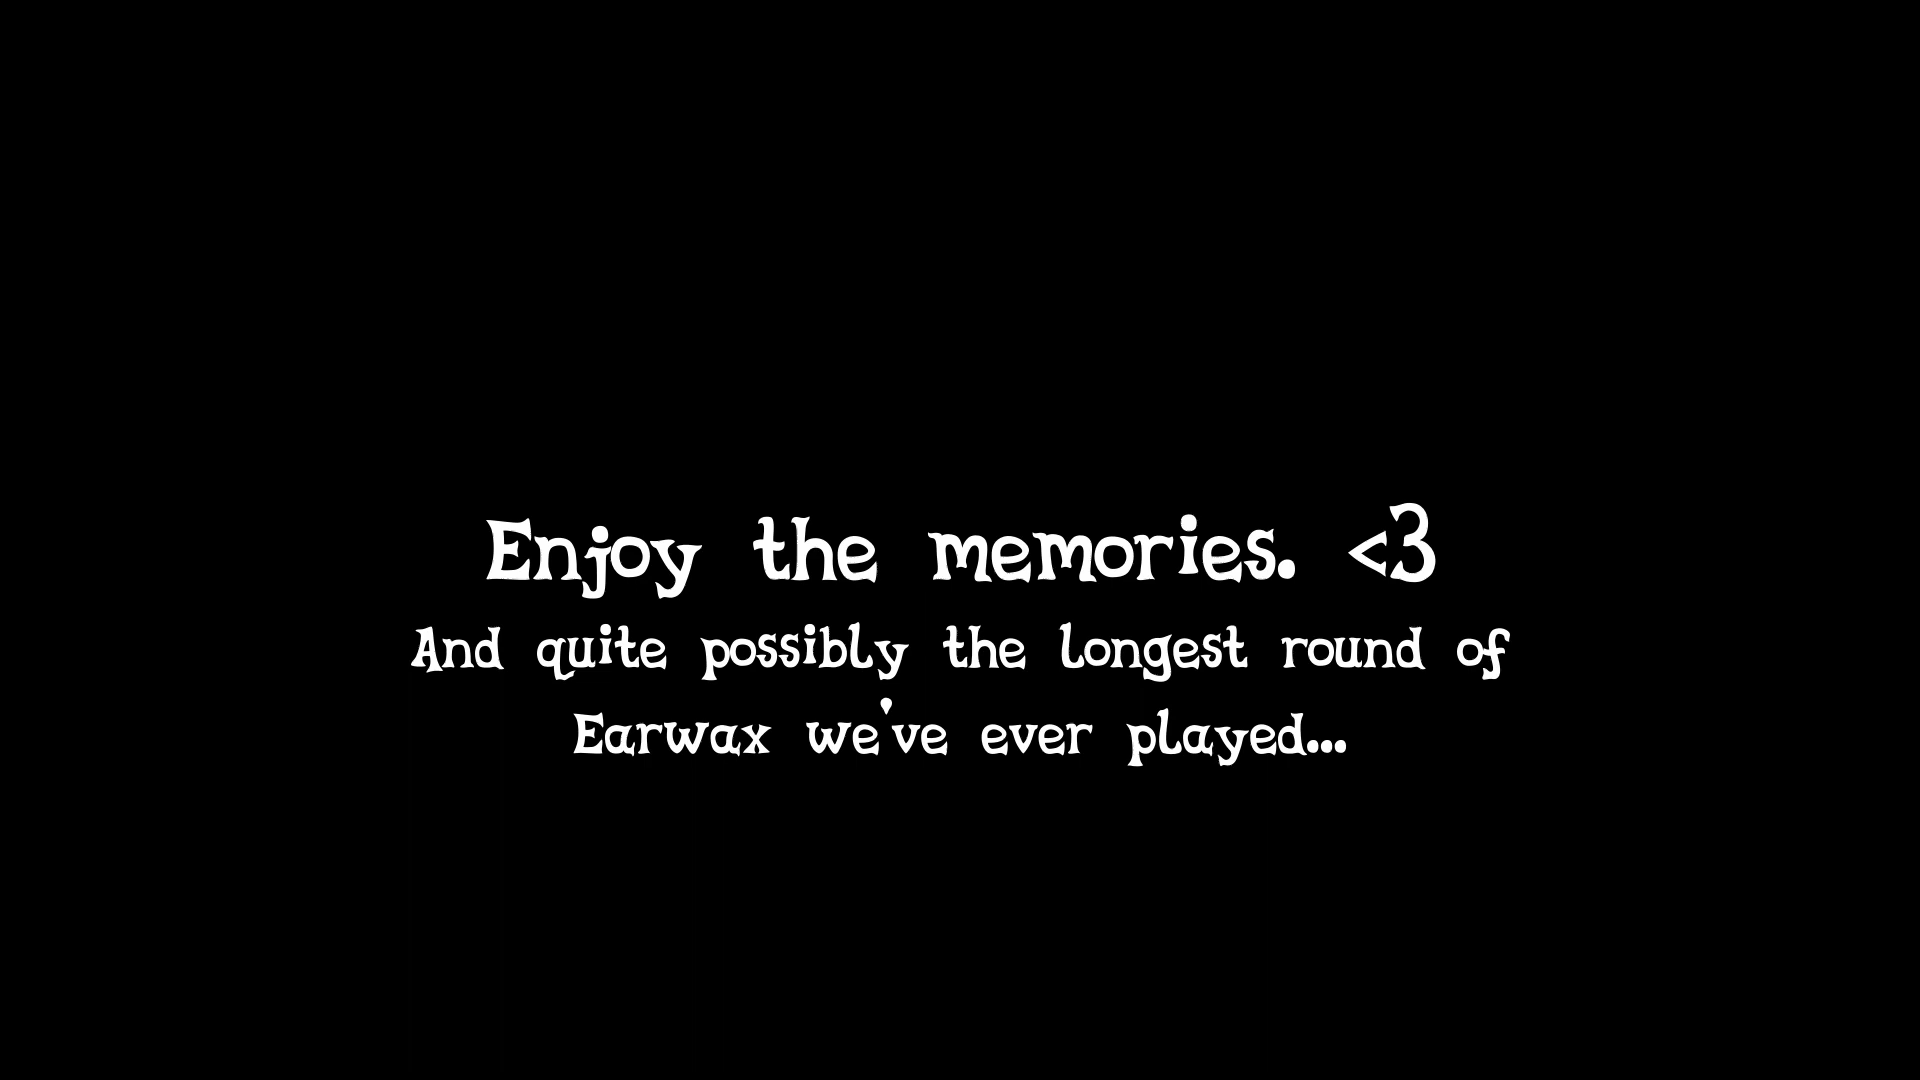 Enjoy the memories. <3
And quite possibly the longest round of
Earwax we've ever played...